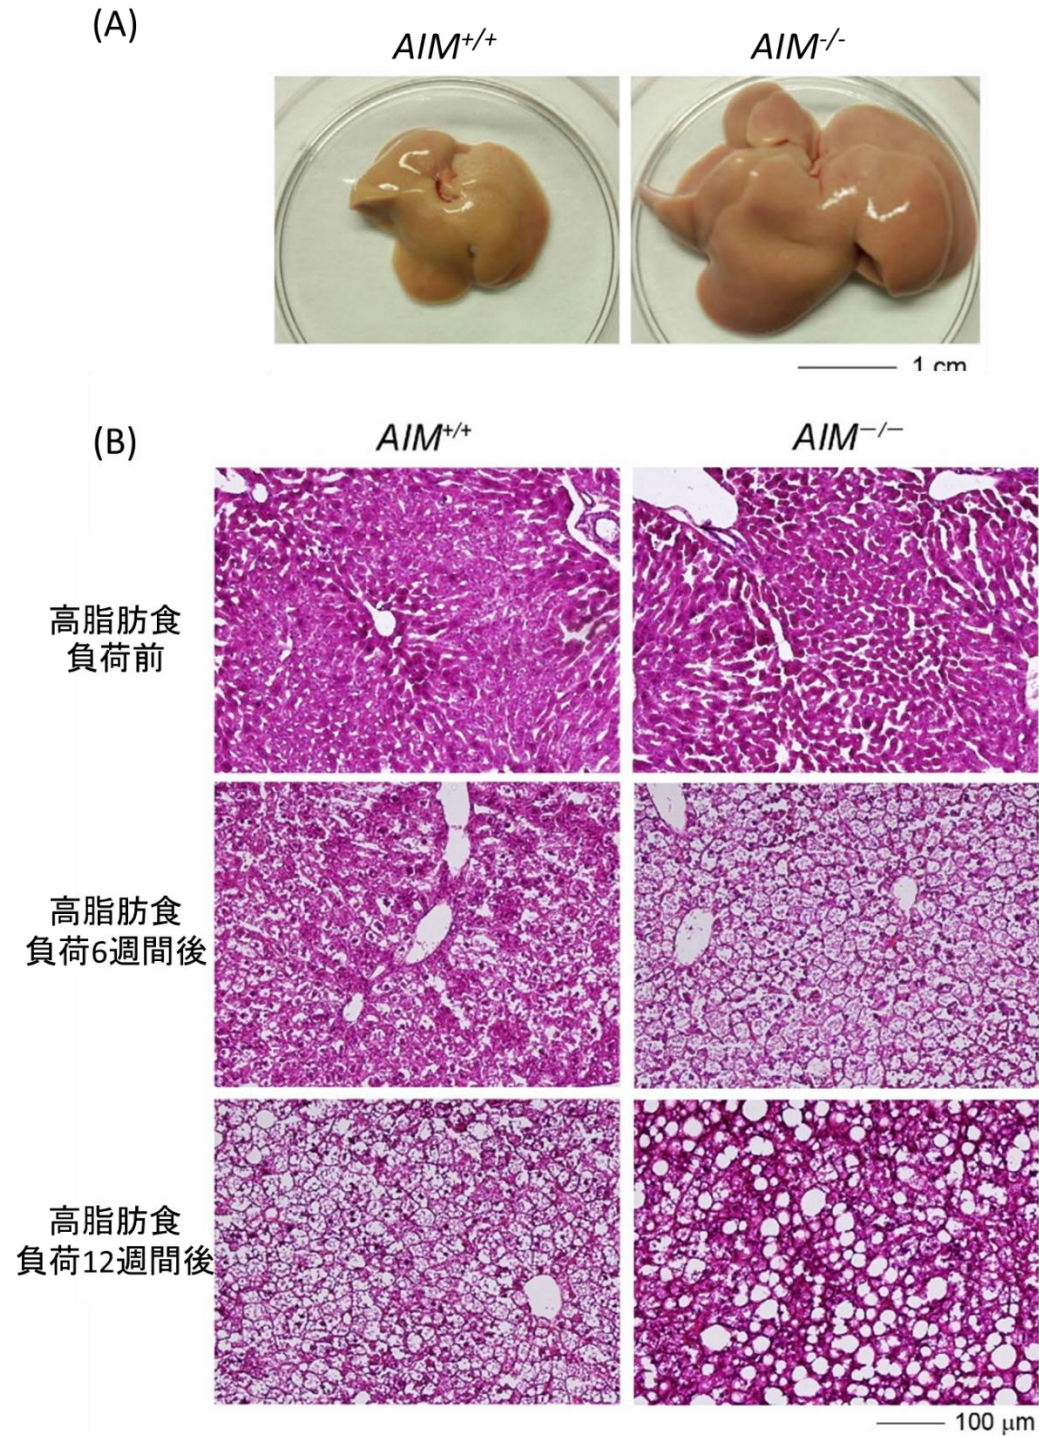 (A)
AIM+/+ AIM-/-
1 cm
(B)
AIM+/+ AIM−/−
高脂肪食
負荷前
高脂肪食
負荷6週間後
高脂肪食
負荷12週間後
100 μm